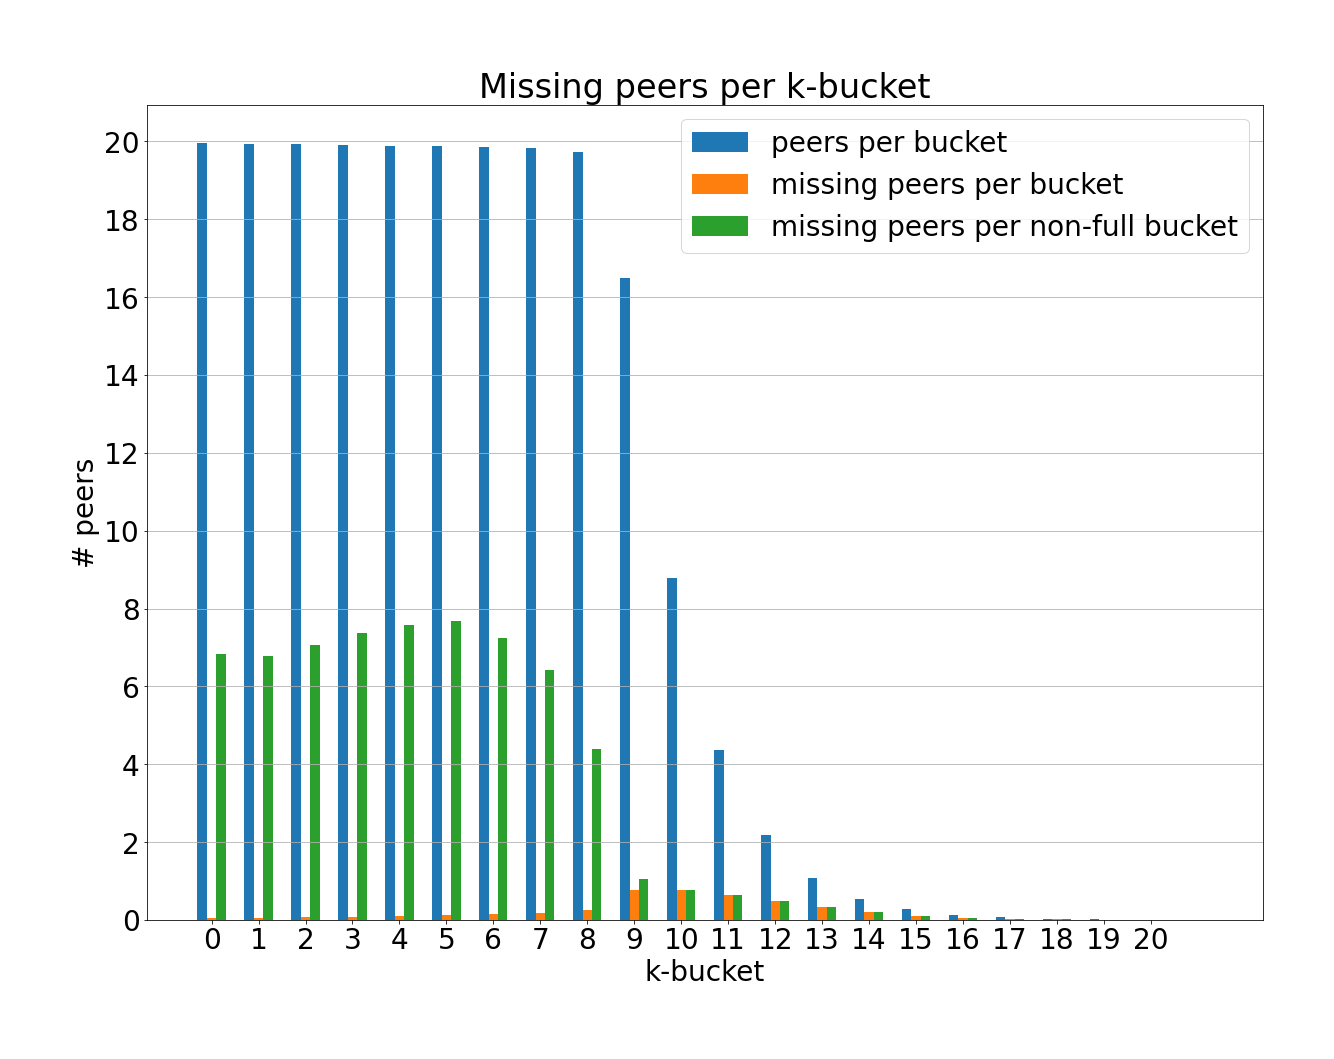 Missing peers per k-bucket
peers per bucket
missing peers per bucket
missing peers per non-full bucket
# peers
20
18
16
14
12
10
8
6
4
2
0
0 1 2 3 4 5 6 7 8 9 10 11 12 13 14 15 16 17 18 19 20
k-bucket